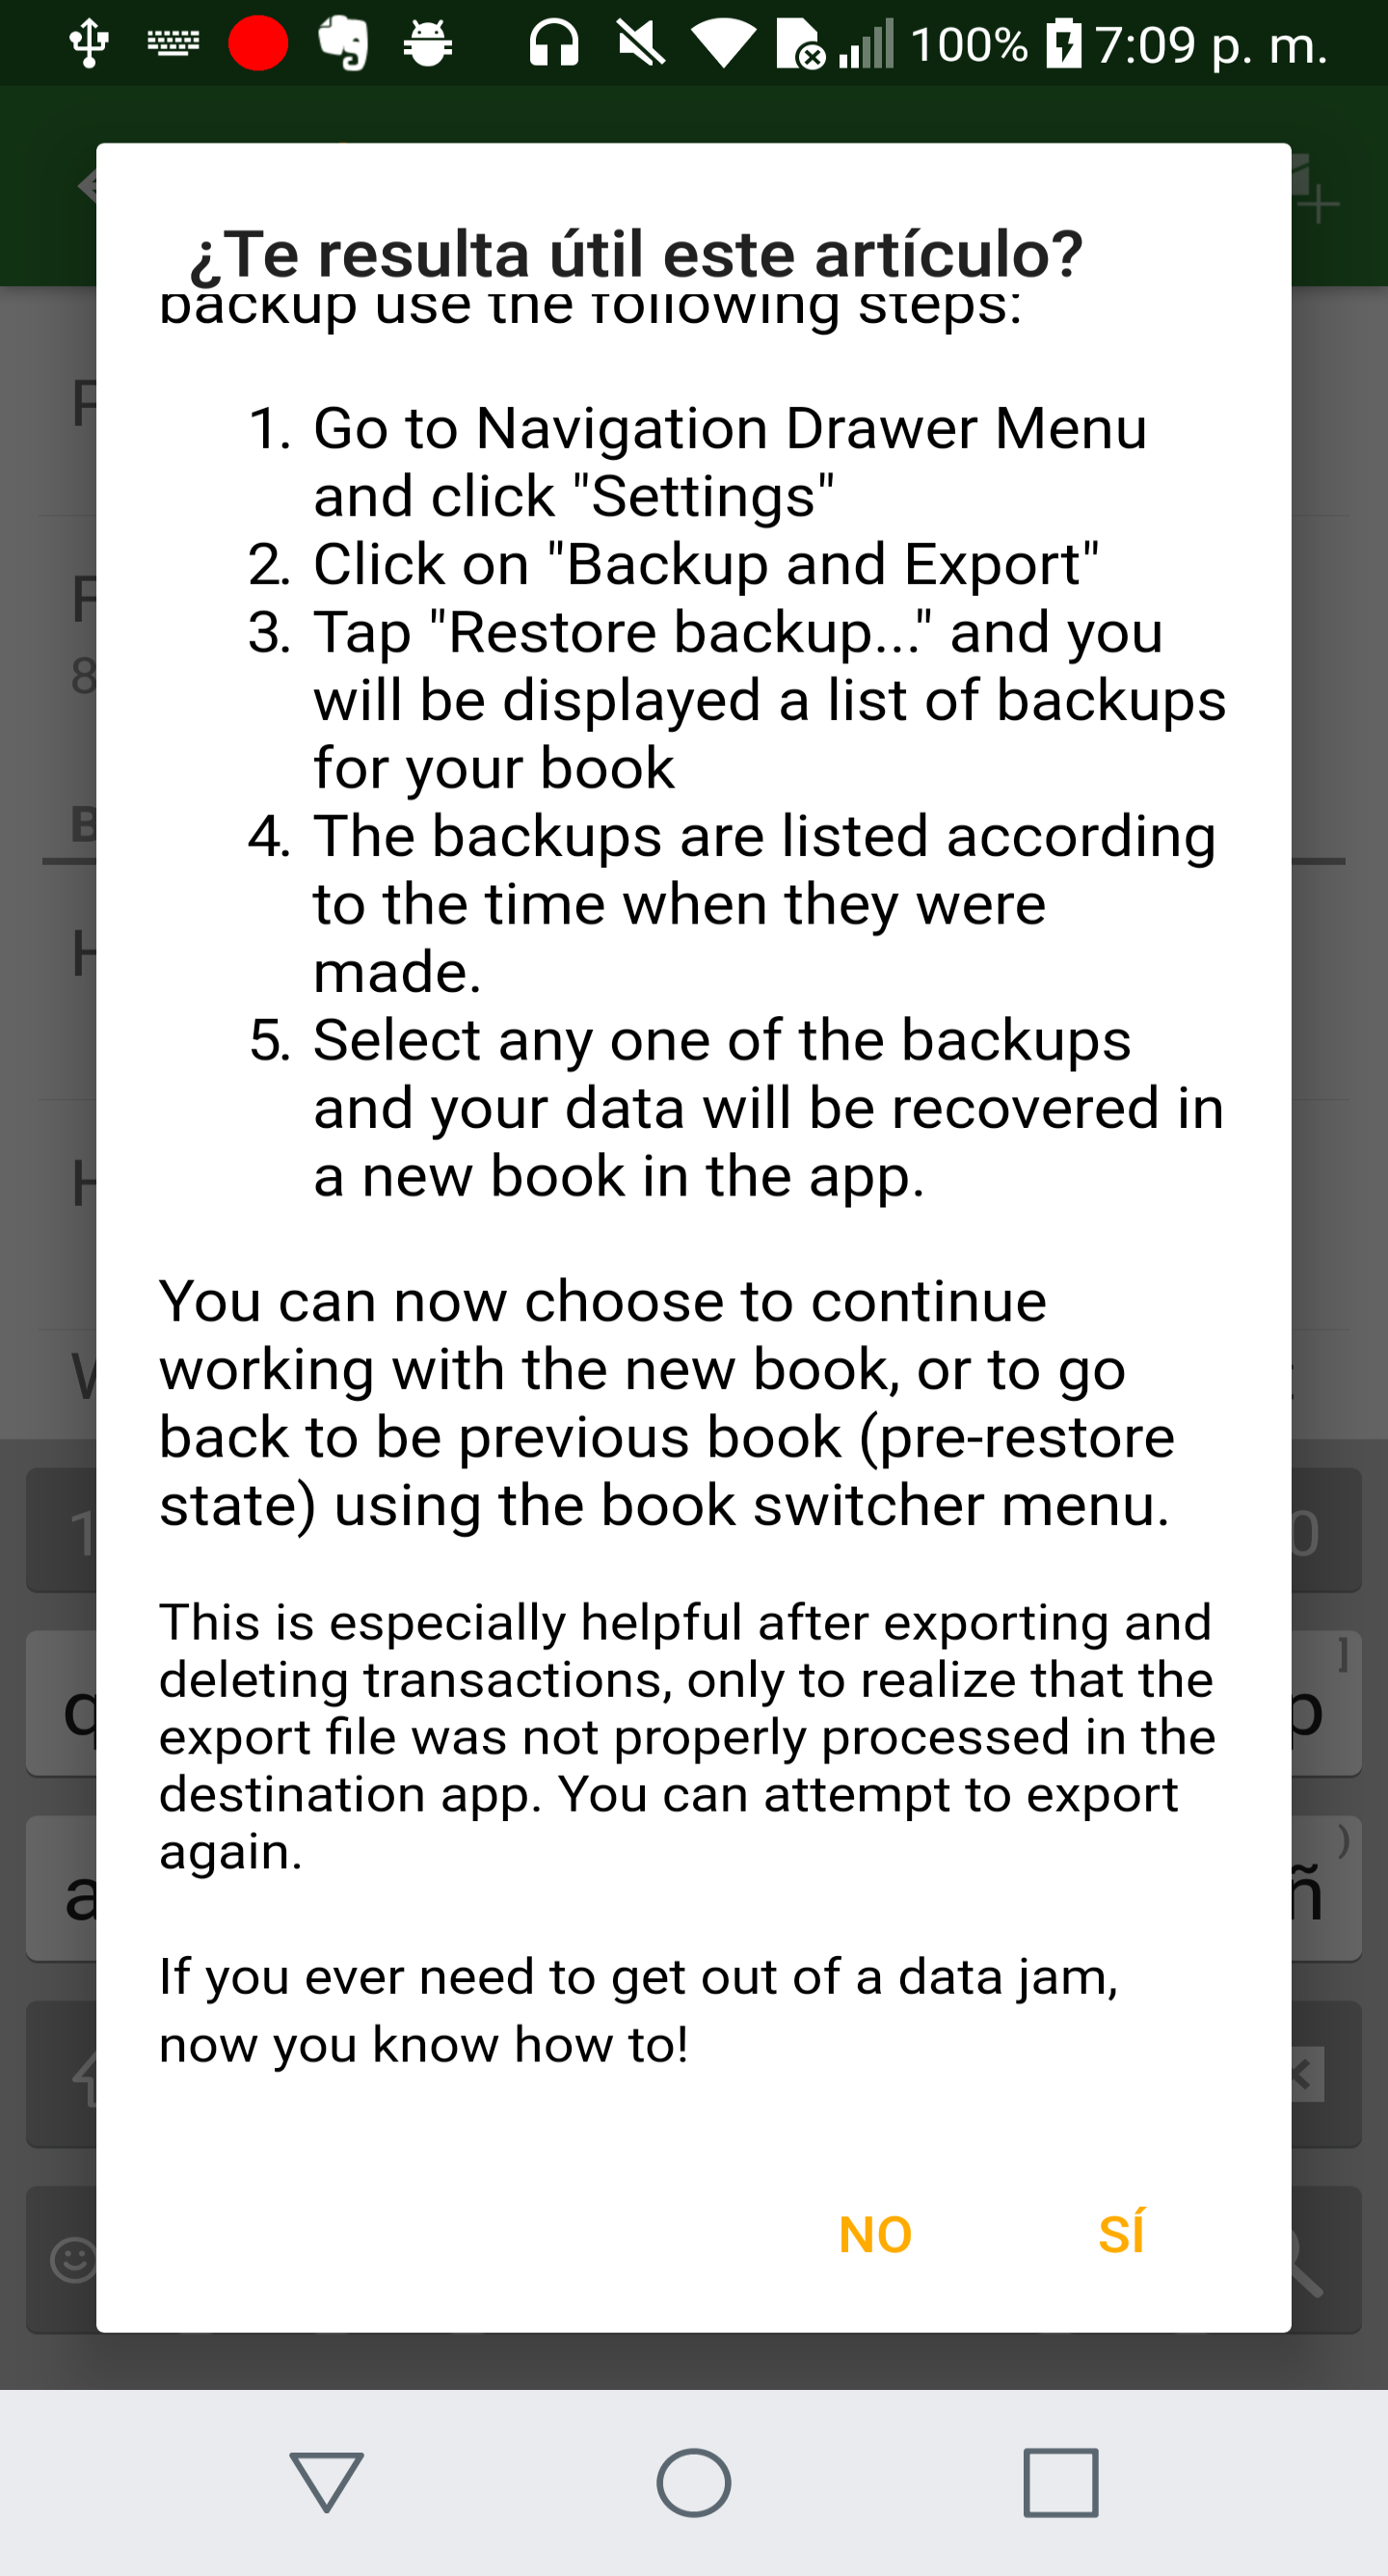 100% 7:09 p. m.
¿Te resulta útil este artículo?
backup use the following steps:
1. Go to Navigation Drawer Menu
and click "Settings"
2. Click on "Backup and Export"
3. Tap "Restore backup..." and you
will be displayed a list of backups
for your book
4. The backups are listed according
to the time when they were
made.
5. Select any one of the backups
and your data will be recovered in
a new book in the app.
You can now choose to continue
working with the new book, or to go
back to be previous book (pre-restore
state) using the book switcher menu.
This is especially helpful after exporting and
deleting transactions, only to realize that the
export file was not properly processed in the
destination app. You can attempt to export
again.
If you ever need to get out of a data jam,
now you know how to!
NO SÍ
1 0
q p ]
a ñ )